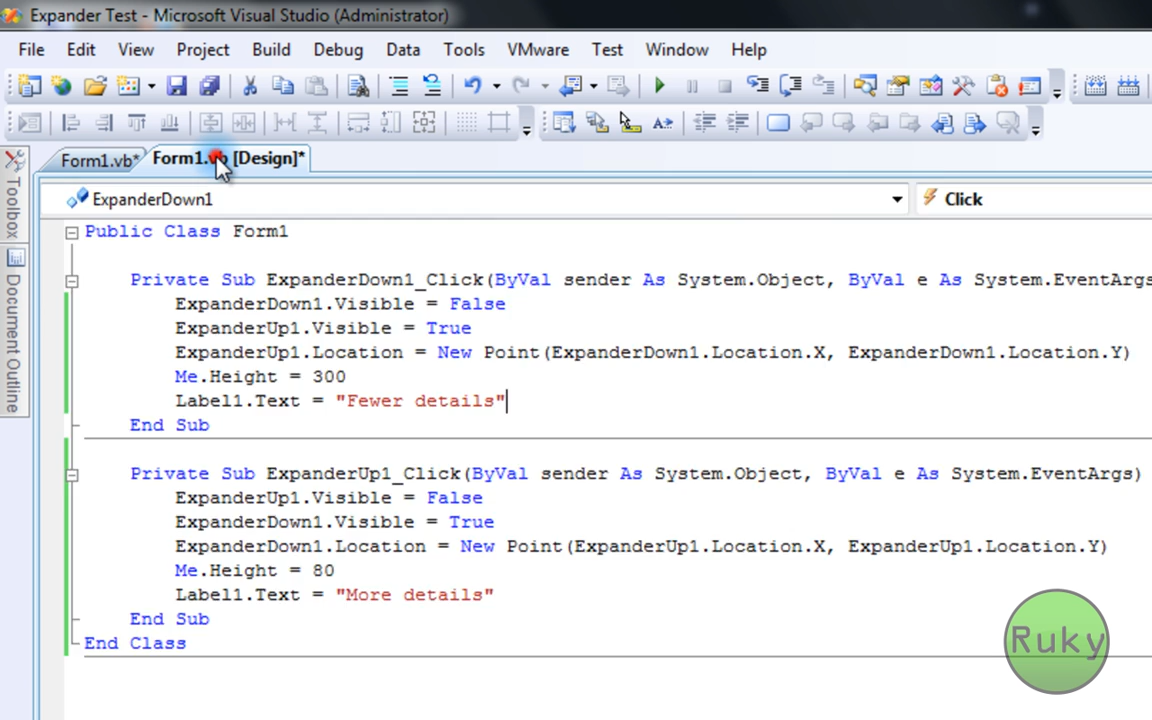 Expander Test - Microsoft Visual Studio (Administrator)
File Edit View Project Build Debug Data Tools VMware Test Window Help
Form1.vb* Form1.vb [Design]*
Toolbox
Document Outline
ExpanderDown1 Click
Public Class Form1
Private Sub ExpanderDown1_Click(ByVal sender As System.Object, ByVal e As System.EventArgs
ExpanderDown1.Visible = False
ExpanderUp1.Visible = True
ExpanderUp1.Location = New Point(ExpanderDown1.Location.X, ExpanderDown1.Location.Y)
Me.Height = 300
Label1.Text = "Fewer details"
End Sub
Private Sub ExpanderUp1_Click(ByVal sender As System.Object, ByVal e As System.EventArgs)
ExpanderUp1.Visible = False
ExpanderDown1.Visible = True
ExpanderDown1.Location = New Point(ExpanderUp1.Location.X, ExpanderUp1.Location.Y)
Me.Height = 80
Label1.Text = "More details"
End Sub
End Class
Ruky